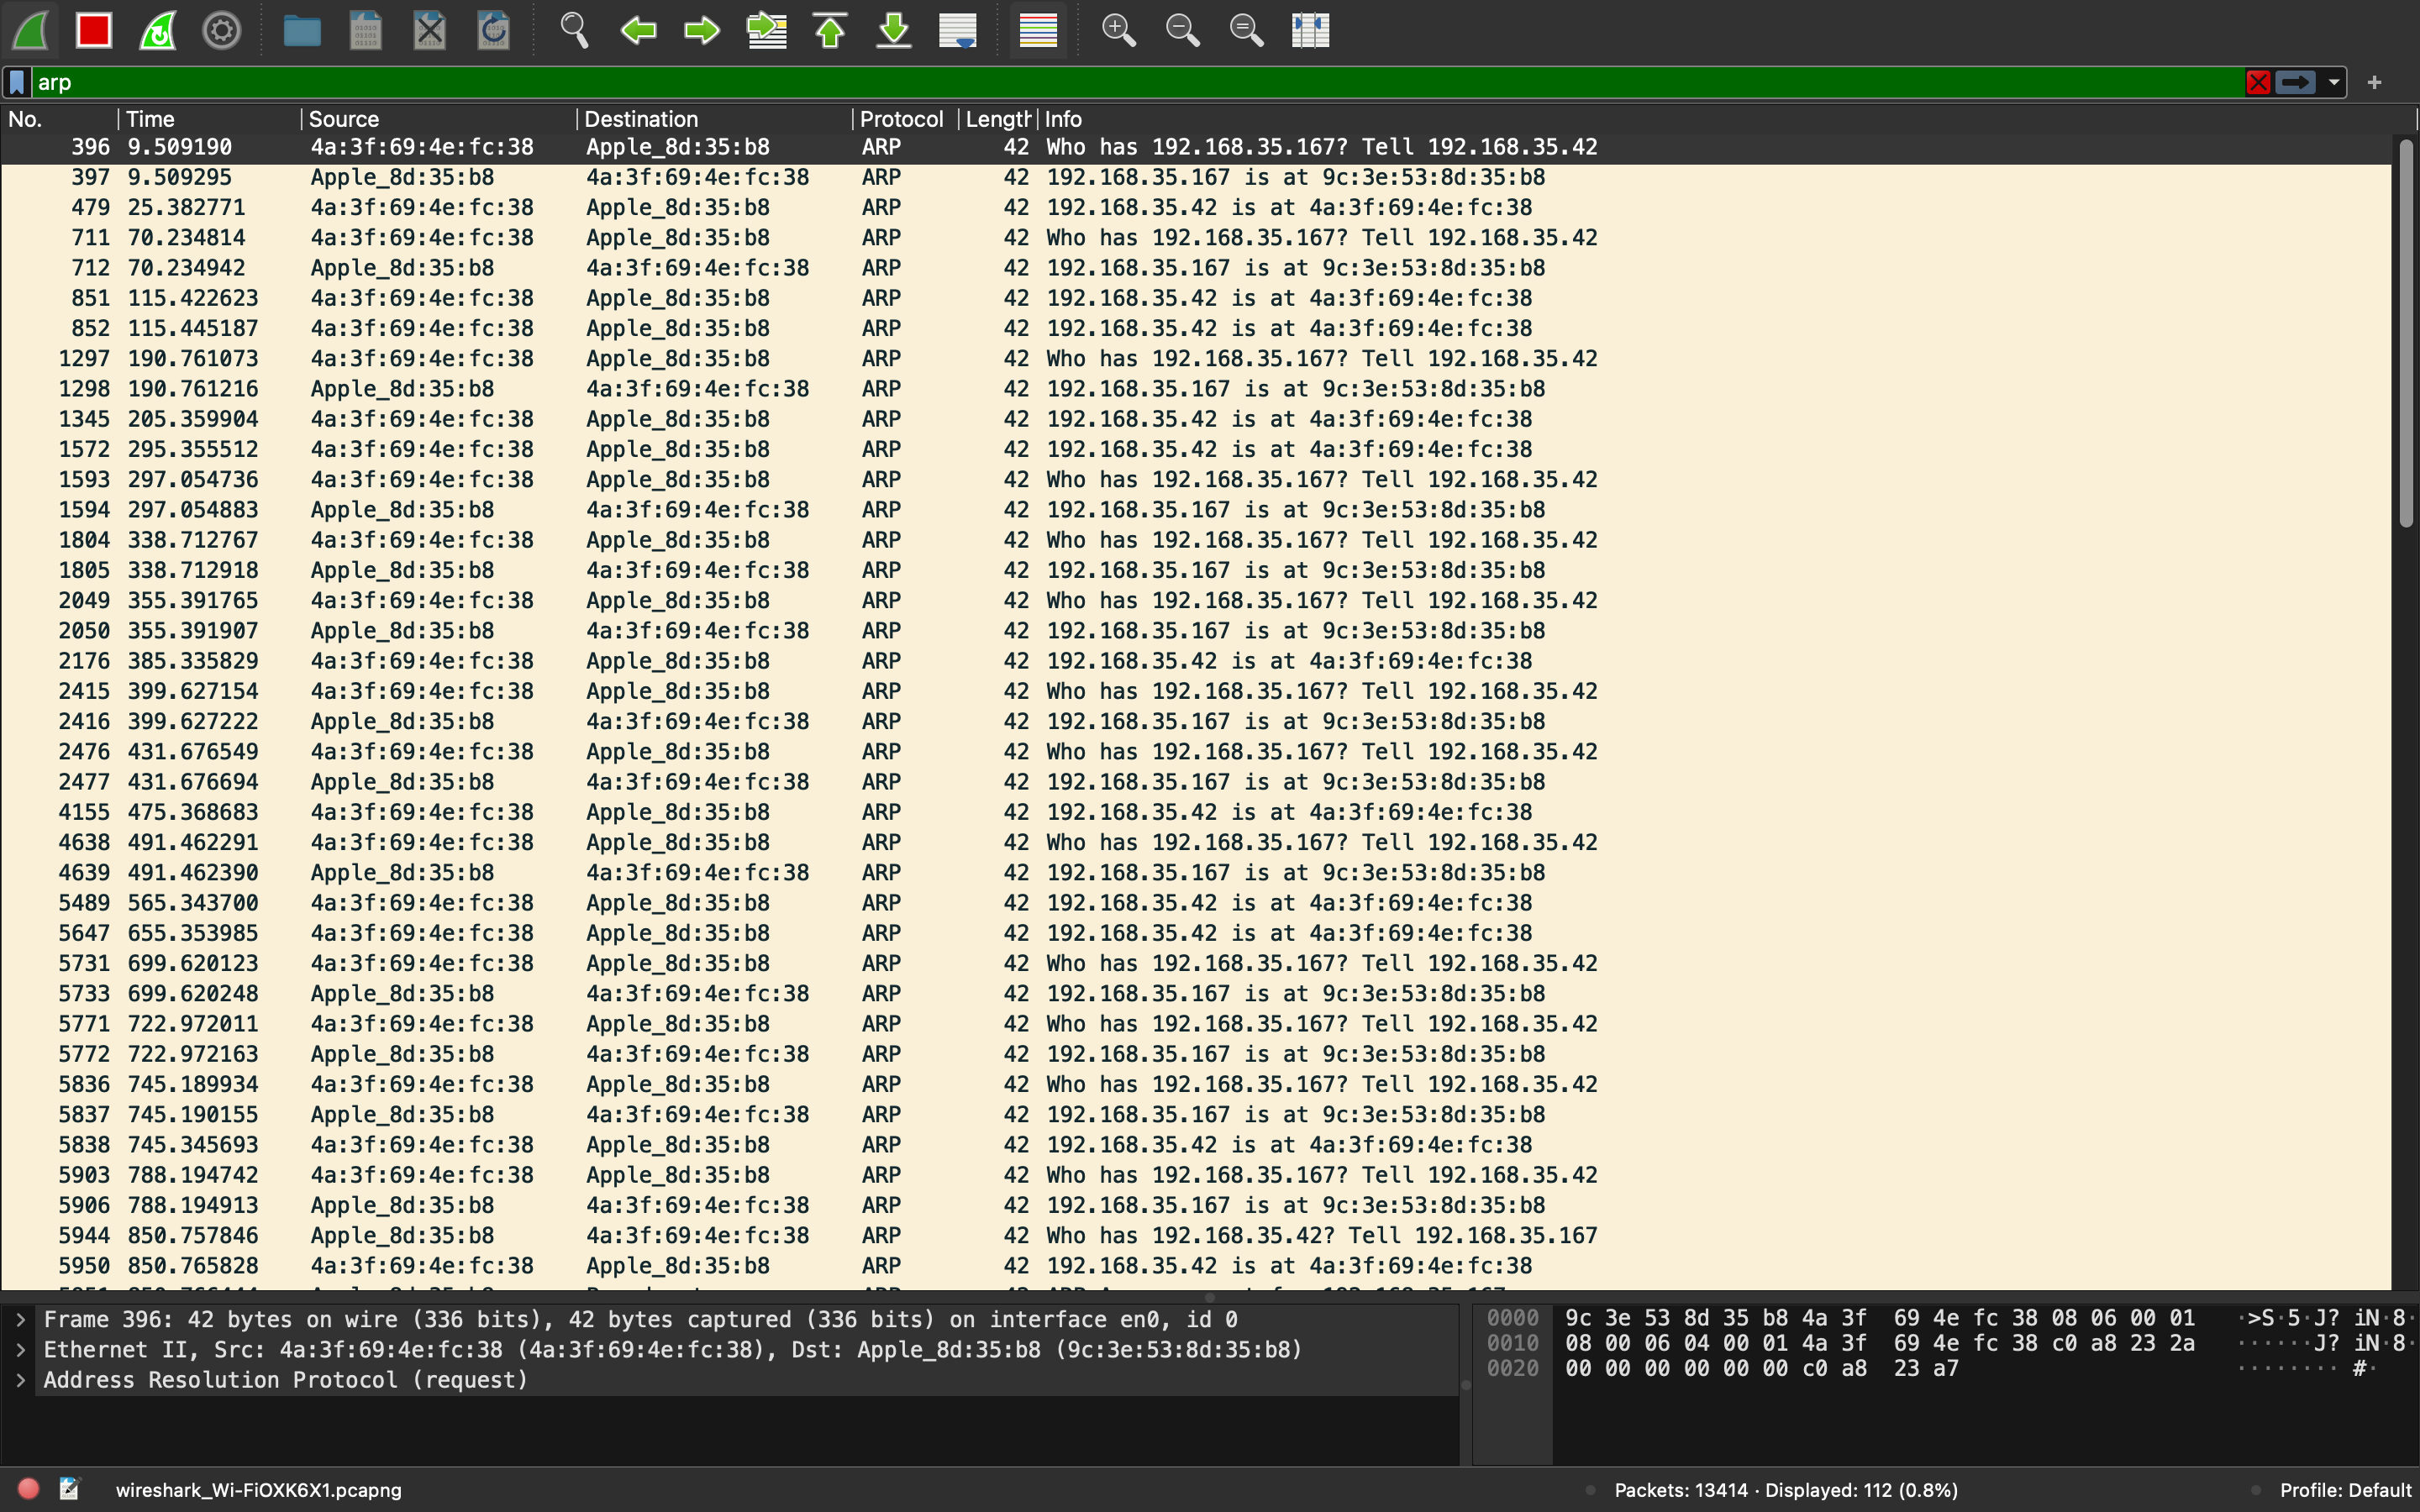 arp
No. Time Source Destination Protocol Length Info
396 9.509190 4a:3f:69:4e:fc:38 Apple_8d:35:b8 ARP 42 Who has 192.168.35.167? Tell 192.168.35.42
397 9.509295 Apple_8d:35:b8 4a:3f:69:4e:fc:38 ARP 42 192.168.35.167 is at 9c:3e:53:8d:35:b8
479 25.382771 4a:3f:69:4e:fc:38 Apple_8d:35:b8 ARP 42 192.168.35.42 is at 4a:3f:69:4e:fc:38
711 70.234814 4a:3f:69:4e:fc:38 Apple_8d:35:b8 ARP 42 Who has 192.168.35.167? Tell 192.168.35.42
712 70.234942 Apple_8d:35:b8 4a:3f:69:4e:fc:38 ARP 42 192.168.35.167 is at 9c:3e:53:8d:35:b8
851 115.422623 4a:3f:69:4e:fc:38 Apple_8d:35:b8 ARP 42 192.168.35.42 is at 4a:3f:69:4e:fc:38
852 115.445187 4a:3f:69:4e:fc:38 Apple_8d:35:b8 ARP 42 192.168.35.42 is at 4a:3f:69:4e:fc:38
1297 190.761073 4a:3f:69:4e:fc:38 Apple_8d:35:b8 ARP 42 Who has 192.168.35.167? Tell 192.168.35.42
1298 190.761216 Apple_8d:35:b8 4a:3f:69:4e:fc:38 ARP 42 192.168.35.167 is at 9c:3e:53:8d:35:b8
1345 205.359904 4a:3f:69:4e:fc:38 Apple_8d:35:b8 ARP 42 192.168.35.42 is at 4a:3f:69:4e:fc:38
1572 295.355512 4a:3f:69:4e:fc:38 Apple_8d:35:b8 ARP 42 192.168.35.42 is at 4a:3f:69:4e:fc:38
1593 297.054736 4a:3f:69:4e:fc:38 Apple_8d:35:b8 ARP 42 Who has 192.168.35.167? Tell 192.168.35.42
1594 297.054883 Apple_8d:35:b8 4a:3f:69:4e:fc:38 ARP 42 192.168.35.167 is at 9c:3e:53:8d:35:b8
1804 338.712767 4a:3f:69:4e:fc:38 Apple_8d:35:b8 ARP 42 Who has 192.168.35.167? Tell 192.168.35.42
1805 338.712918 Apple_8d:35:b8 4a:3f:69:4e:fc:38 ARP 42 192.168.35.167 is at 9c:3e:53:8d:35:b8
2049 355.391765 4a:3f:69:4e:fc:38 Apple_8d:35:b8 ARP 42 Who has 192.168.35.167? Tell 192.168.35.42
2050 355.391907 Apple_8d:35:b8 4a:3f:69:4e:fc:38 ARP 42 192.168.35.167 is at 9c:3e:53:8d:35:b8
2176 385.335829 4a:3f:69:4e:fc:38 Apple_8d:35:b8 ARP 42 192.168.35.42 is at 4a:3f:69:4e:fc:38
2415 399.627154 4a:3f:69:4e:fc:38 Apple_8d:35:b8 ARP 42 Who has 192.168.35.167? Tell 192.168.35.42
2416 399.627222 Apple_8d:35:b8 4a:3f:69:4e:fc:38 ARP 42 192.168.35.167 is at 9c:3e:53:8d:35:b8
2476 431.676549 4a:3f:69:4e:fc:38 Apple_8d:35:b8 ARP 42 Who has 192.168.35.167? Tell 192.168.35.42
2477 431.676694 Apple_8d:35:b8 4a:3f:69:4e:fc:38 ARP 42 192.168.35.167 is at 9c:3e:53:8d:35:b8
4155 475.368683 4a:3f:69:4e:fc:38 Apple_8d:35:b8 ARP 42 192.168.35.42 is at 4a:3f:69:4e:fc:38
4638 491.462291 4a:3f:69:4e:fc:38 Apple_8d:35:b8 ARP 42 Who has 192.168.35.167? Tell 192.168.35.42
4639 491.462390 Apple_8d:35:b8 4a:3f:69:4e:fc:38 ARP 42 192.168.35.167 is at 9c:3e:53:8d:35:b8
5489 565.343700 4a:3f:69:4e:fc:38 Apple_8d:35:b8 ARP 42 192.168.35.42 is at 4a:3f:69:4e:fc:38
5647 655.353985 4a:3f:69:4e:fc:38 Apple_8d:35:b8 ARP 42 192.168.35.42 is at 4a:3f:69:4e:fc:38
5731 699.620123 4a:3f:69:4e:fc:38 Apple_8d:35:b8 ARP 42 Who has 192.168.35.167? Tell 192.168.35.42
5733 699.620248 Apple_8d:35:b8 4a:3f:69:4e:fc:38 ARP 42 192.168.35.167 is at 9c:3e:53:8d:35:b8
5771 722.972011 4a:3f:69:4e:fc:38 Apple_8d:35:b8 ARP 42 Who has 192.168.35.167? Tell 192.168.35.42
5772 722.972163 Apple_8d:35:b8 4a:3f:69:4e:fc:38 ARP 42 192.168.35.167 is at 9c:3e:53:8d:35:b8
5836 745.189934 4a:3f:69:4e:fc:38 Apple_8d:35:b8 ARP 42 Who has 192.168.35.167? Tell 192.168.35.42
5837 745.190155 Apple_8d:35:b8 4a:3f:69:4e:fc:38 ARP 42 192.168.35.167 is at 9c:3e:53:8d:35:b8
5838 745.345693 4a:3f:69:4e:fc:38 Apple_8d:35:b8 ARP 42 192.168.35.42 is at 4a:3f:69:4e:fc:38
5903 788.194742 4a:3f:69:4e:fc:38 Apple_8d:35:b8 ARP 42 Who has 192.168.35.167? Tell 192.168.35.42
5906 788.194913 Apple_8d:35:b8 4a:3f:69:4e:fc:38 ARP 42 192.168.35.167 is at 9c:3e:53:8d:35:b8
5944 850.757846 Apple_8d:35:b8 4a:3f:69:4e:fc:38 ARP 42 Who has 192.168.35.42? Tell 192.168.35.167
5950 850.765828 4a:3f:69:4e:fc:38 Apple_8d:35:b8 ARP 42 192.168.35.42 is at 4a:3f:69:4e:fc:38
Frame 396: 42 bytes on wire (336 bits), 42 bytes captured (336 bits) on interface en0, id 0
Ethernet II, Src: 4a:3f:69:4e:fc:38 (4a:3f:69:4e:fc:38), Dst: Apple_8d:35:b8 (9c:3e:53:8d:35:b8)
Address Resolution Protocol (request)
0000 9c 3e 53 8d 35 b8 4a 3f 69 4e fc 38 08 06 00 01 ·>S·5·J? iN·8·
0010 08 00 06 04 00 01 4a 3f 69 4e fc 38 c0 a8 23 2a ······J? iN·8·
0020 00 00 00 00 00 00 c0 a8 23 a7 ········ #·
wireshark_Wi-FiOXK6X1.pcapng
Packets: 13414 · Displayed: 112 (0.8%)
Profile: Default